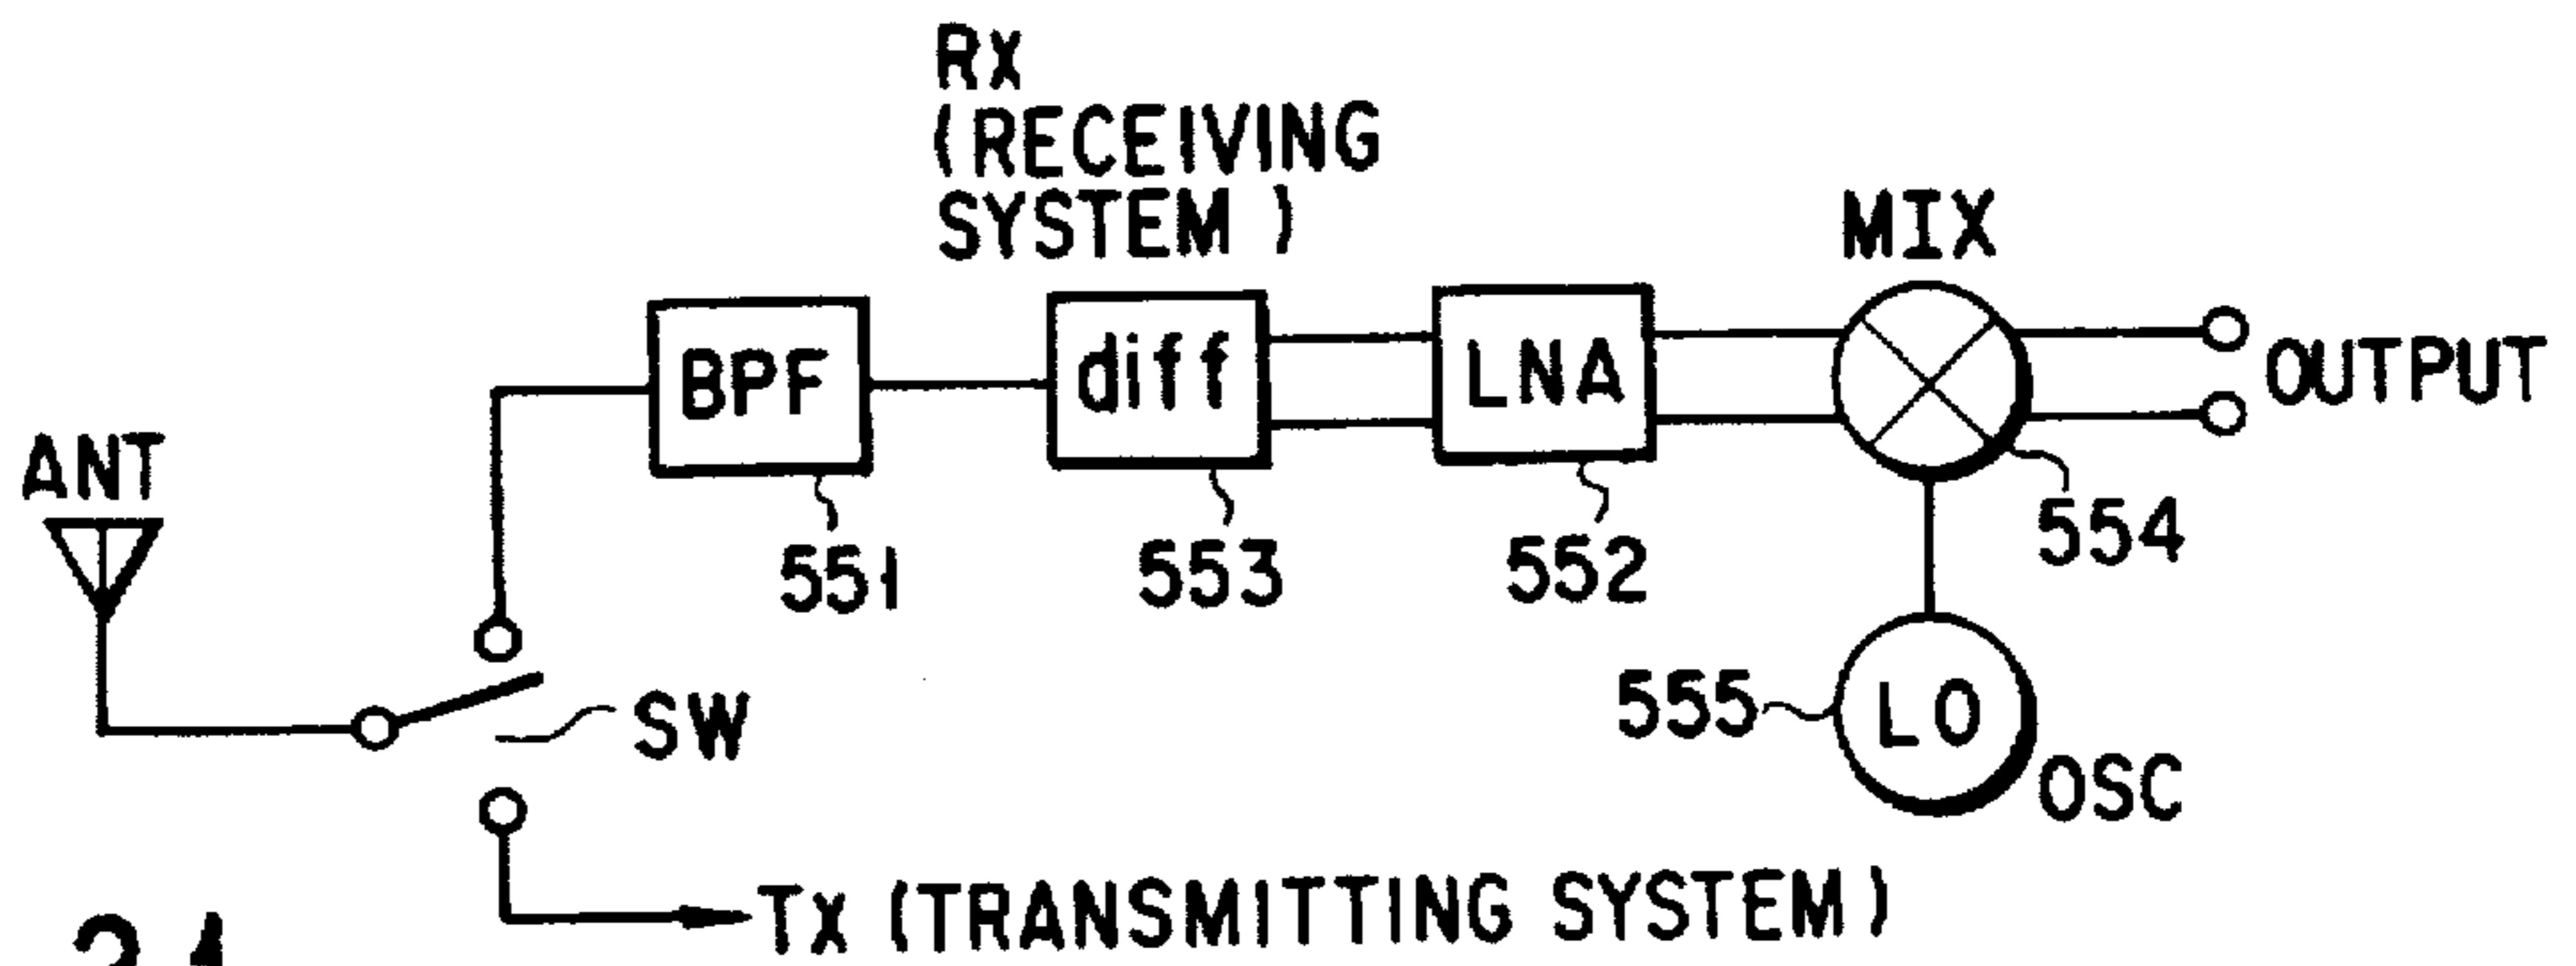 RX
(RECEIVING
SYSTEM)
MIX
BPF
diff
LNA
OUTPUT
ANT
551
553
552
554
SW
555
LO
OSC
TX (TRANSMITTING SYSTEM)